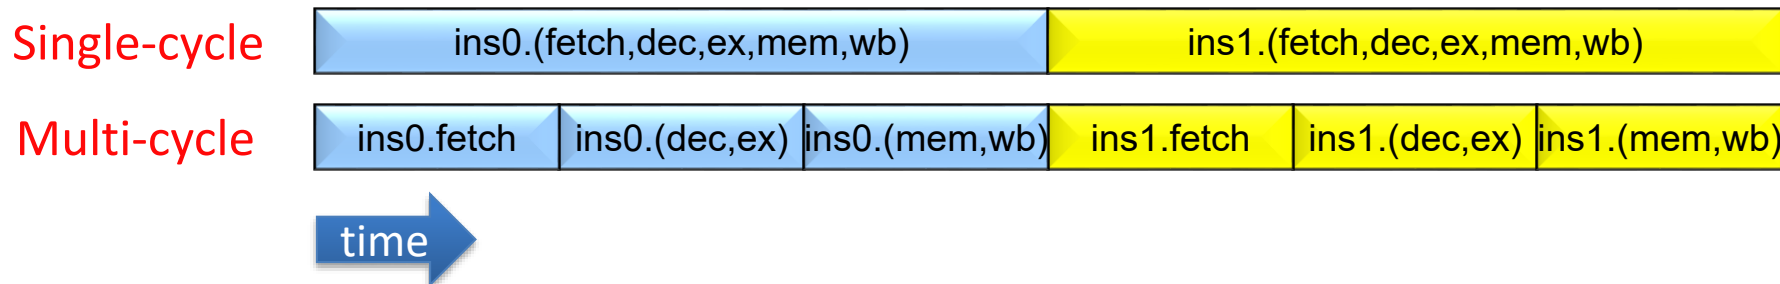 Single-cycle ins0.(fetch,dec,ex,mem,wb) ins1.(fetch,dec,ex,mem,wb)
Multi-cycle ins0.fetch ins0.(dec,ex) ins0.(mem,wb) ins1.fetch ins1.(dec,ex) ins1.(mem,wb)
time